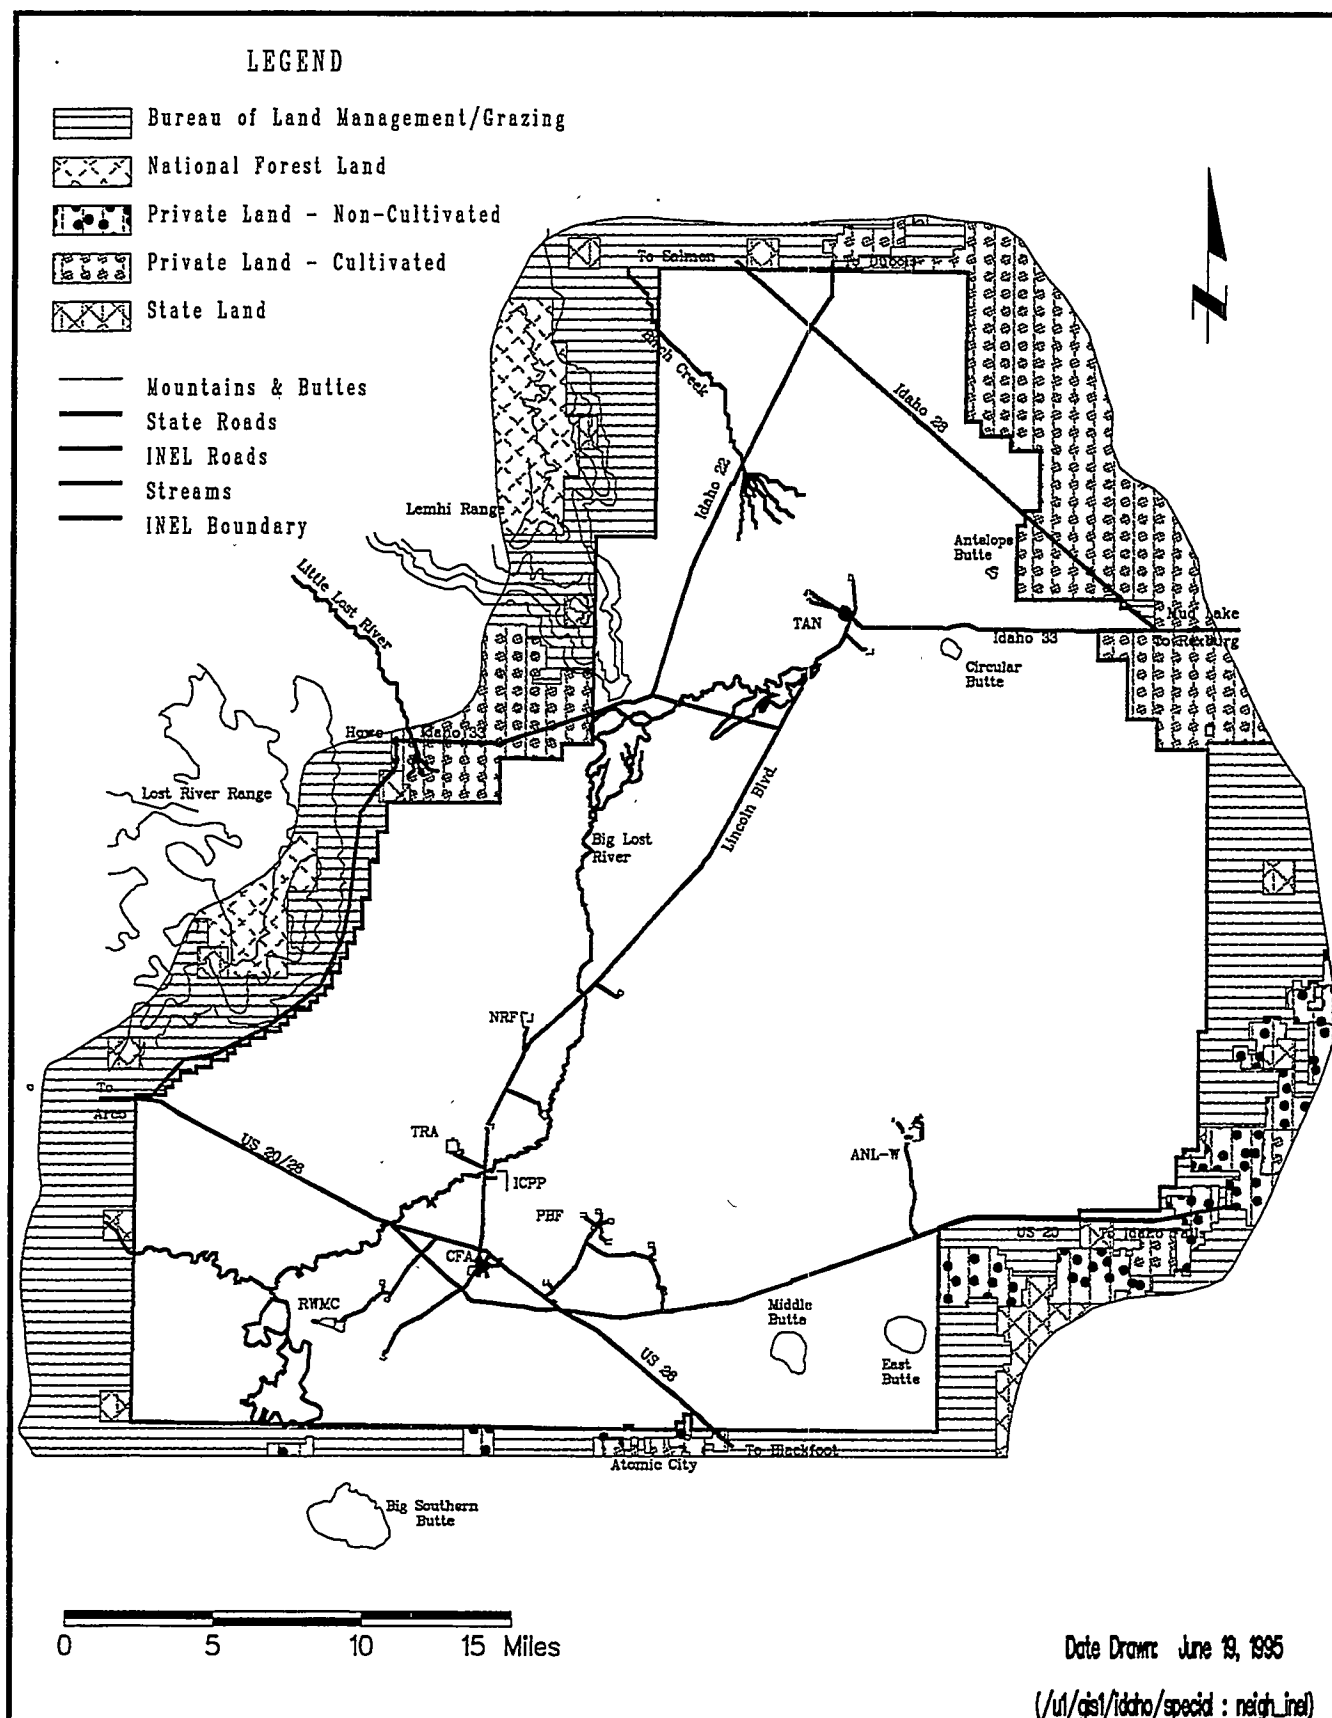 LEGEND
Bureau of Land Management/Grazing
National Forest Land
Private Land - Non-Cultivated
Private Land - Cultivated
State Land
Mountains & Buttes
State Roads
INEL Roads
Streams
INEL Boundary
To Salmon
To Dubois
Birch Creek
Idaho 28
Idaho 22
Lemhi Range
Antelope
Butte
Little Lost River
TAN
Mud Lake
Idaho 33
To Rexburg
Circular
Butte
Howe
Idaho 33
Lost River Range
Lincoln Blvd.
Big Lost
River
NRF
To
Arco
US 20/26
TRA
ICPP
ANL-W
PBF
US 20
To Idaho Falls
CFA
RWMC
Middle
Butte
East
Butte
US 26
To Blackfoot
Atomic City
Big Southern
Butte
0 5 10 15 Miles
Date Drawn: June 19, 1995
(/u1/gis1/idaho/special : neigh_inel)